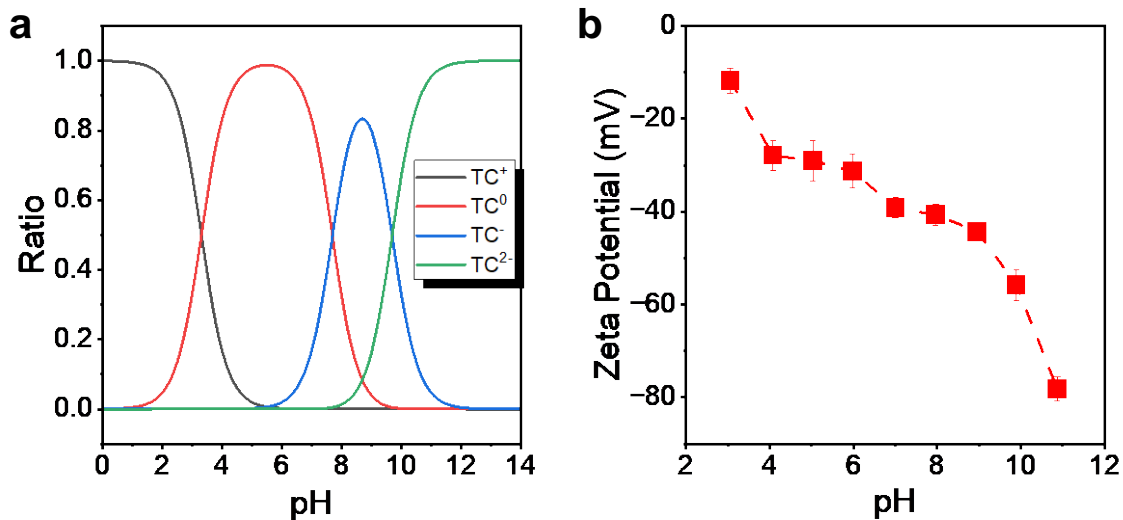 a
Ratio
1.0
0.8
0.6
0.4
0.2
0.0
0 2 4 6 8 10 12 14
pH
TC⁺
TC⁰
TC⁻
TC²⁻
b
Zeta Potential (mV)
0
−20
−40
−60
−80
2 4 6 8 10 12
pH